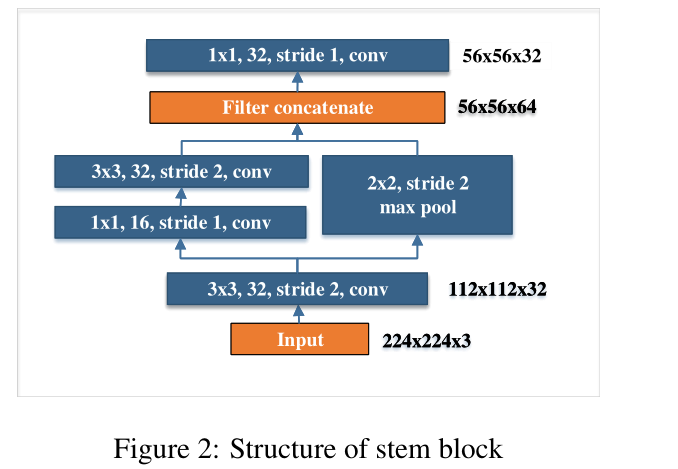 1x1, 32, stride 1, conv 56x56x32
Filter concatenate 56x56x64
3x3, 32, stride 2, conv
1x1, 16, stride 1, conv
2x2, stride 2
max pool
3x3, 32, stride 2, conv 112x112x32
Input 224x224x3
Figure 2: Structure of stem block